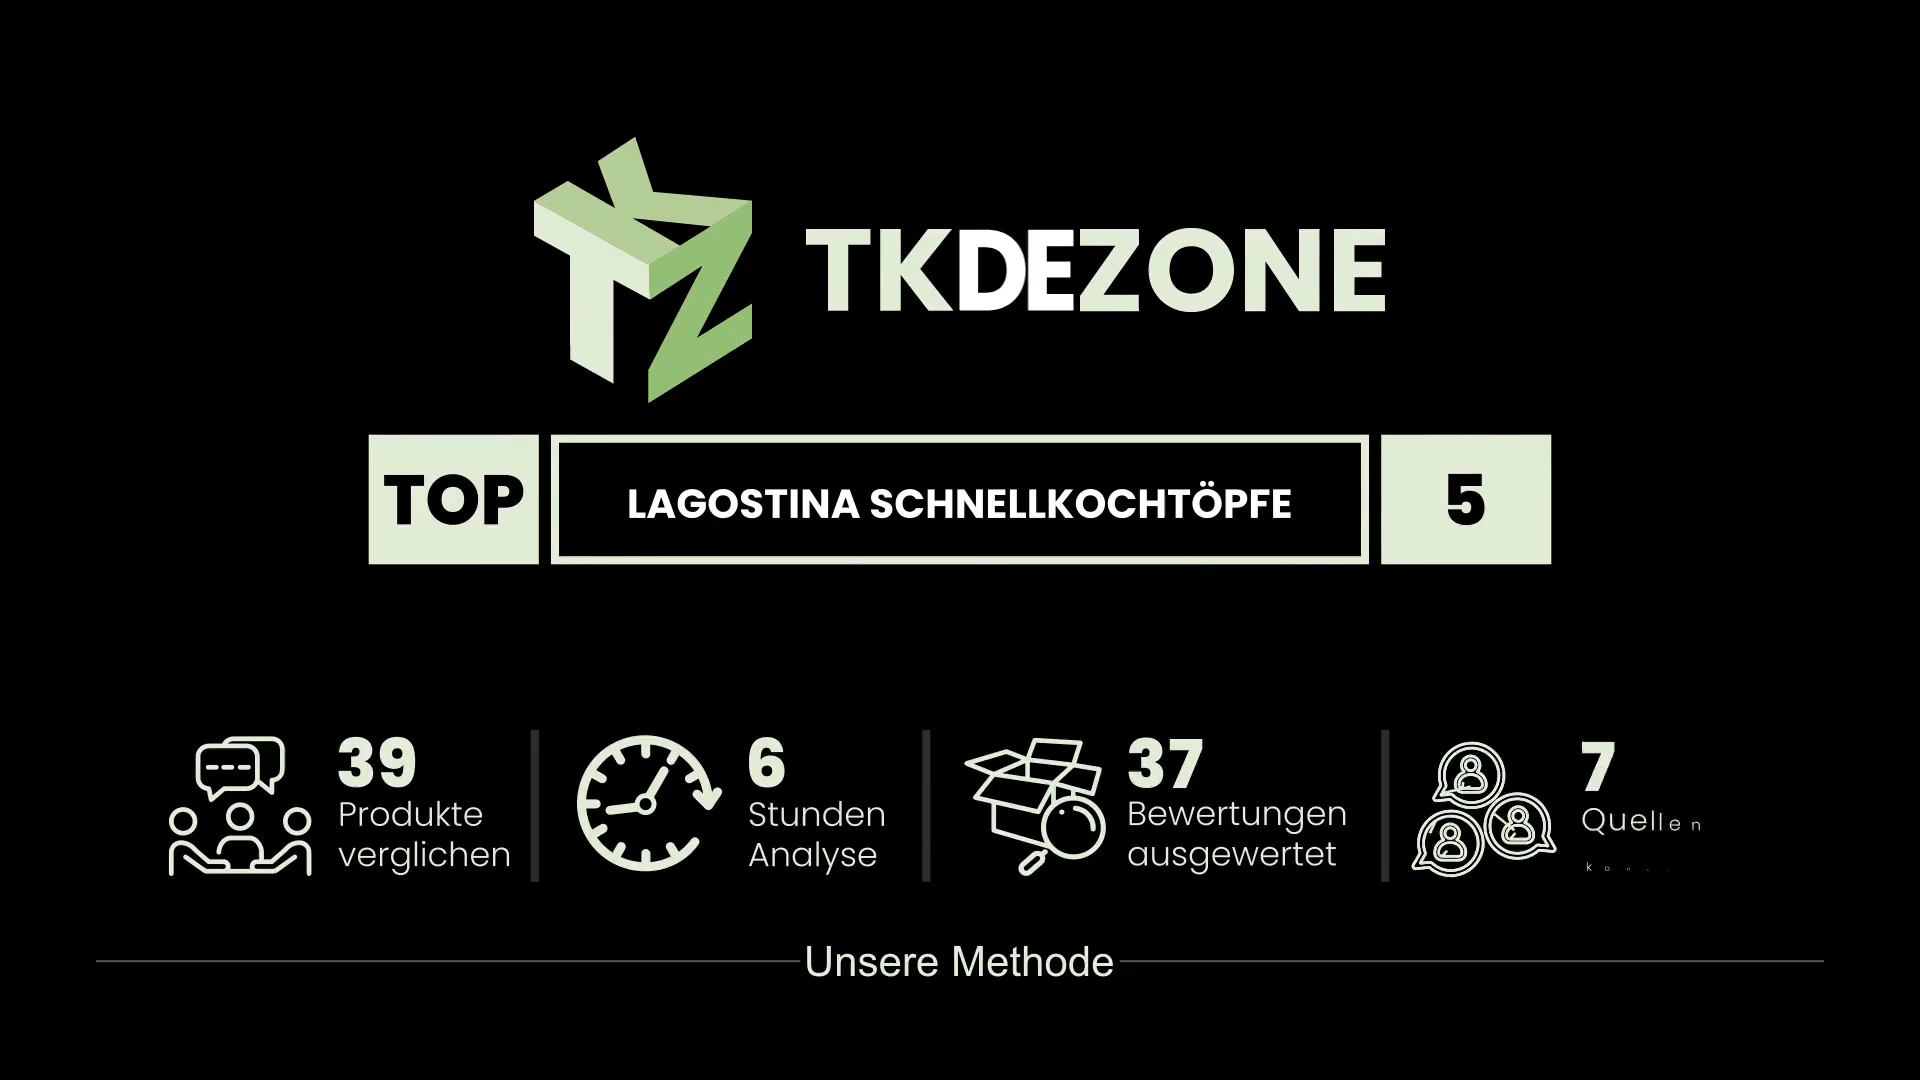 TKDEZONE
TOP
LAGOSTINA SCHNELLKOCHTÖPFE
5
39
Produkte
verglichen
6
Stunden
Analyse
37
Bewertungen
ausgewertet
7
Quellen
Unsere Methode